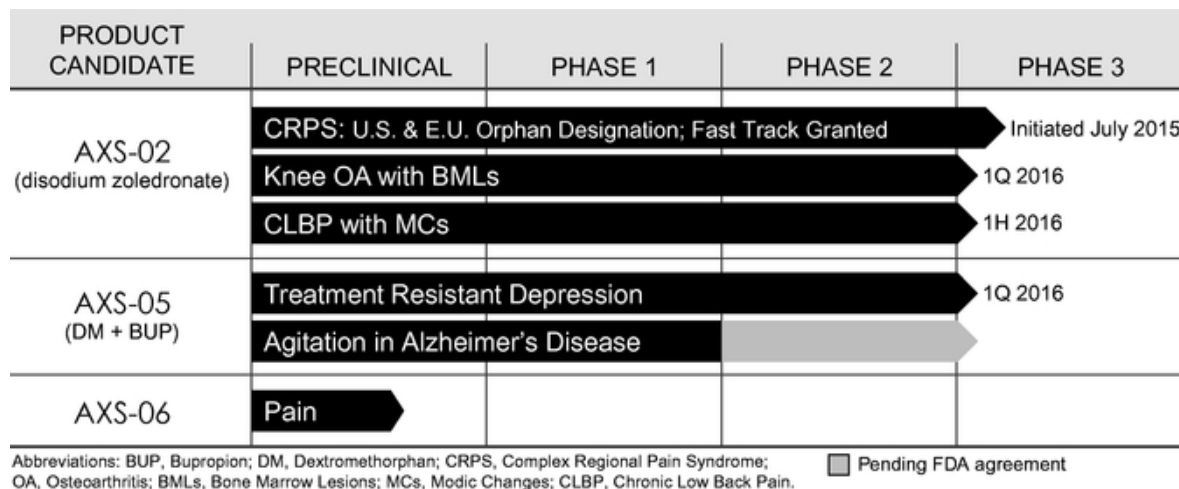 PRODUCT
CANDIDATE
PRECLINICAL
PHASE 1
PHASE 2
PHASE 3
AXS-02
(disodium zoledronate)
CRPS: U.S. & E.U. Orphan Designation; Fast Track Granted
Initiated July 2015
Knee OA with BMLs
1Q 2016
CLBP with MCs
1H 2016
AXS-05
(DM + BUP)
Treatment Resistant Depression
1Q 2016
Agitation in Alzheimer's Disease
AXS-06
Pain
Abbreviations: BUP, Bupropion; DM, Dextromethorphan; CRPS, Complex Regional Pain Syndrome;
OA, Osteoarthritis; BMLs, Bone Marrow Lesions; MCs, Modic Changes; CLBP, Chronic Low Back Pain.
Pending FDA agreement